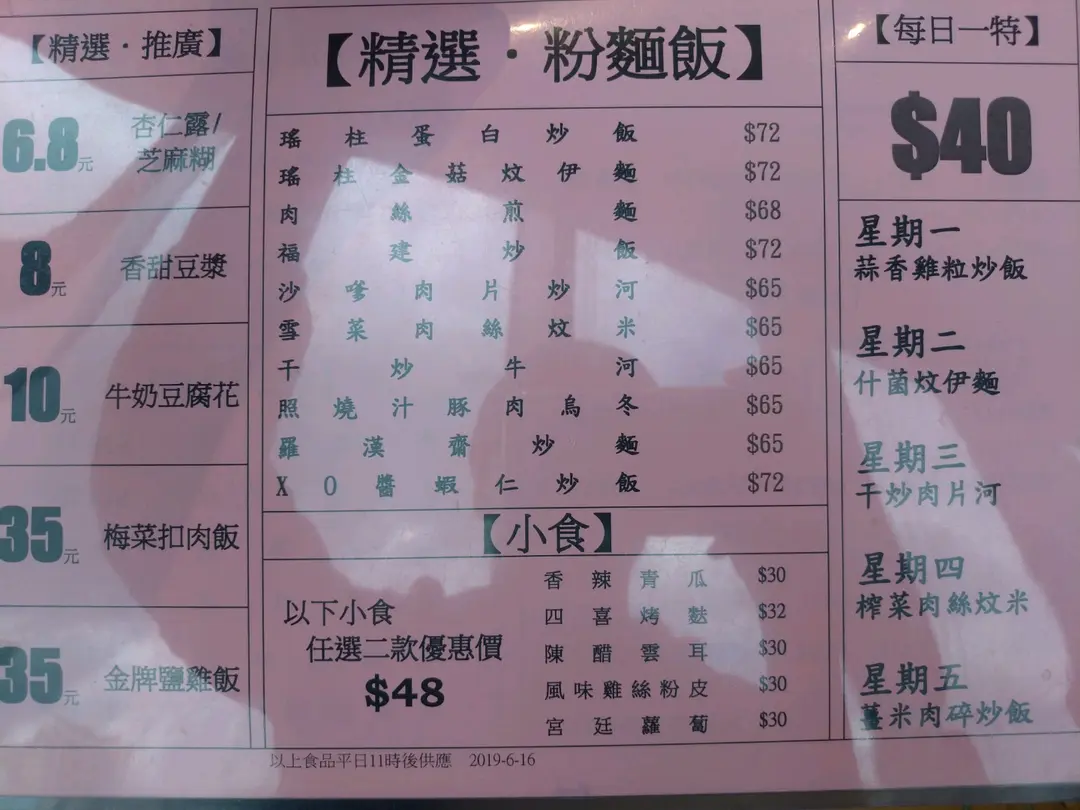 【精選·推廣】
6.8元 杏仁露/
芝麻糊
8元 香甜豆漿
10元 牛奶豆腐花
35元 梅菜扣肉飯
35元 金牌鹽雞飯
【精選·粉麵飯】
瑤柱蛋白炒飯 $72
瑤柱金菇炆伊麵 $72
肉絲煎麵 $68
福建炒飯 $72
沙嗲肉片炒河 $65
雪菜肉絲炆米 $65
干炒牛河 $65
照燒汁豚肉烏冬 $65
羅漢齋炒麵 $65
XO醬蝦仁炒飯 $72
【小食】
以下小食
任選二款優惠價
$48
香辣青瓜 $30
四喜烤麩 $32
陳醋雲耳 $30
風味雞絲粉皮 $30
宮廷蘿蔔 $30
以上食品平日11時後供應 2019-6-16
【每日一特】
$40
星期一
蒜香雞粒炒飯
星期二
什菌炆伊麵
星期三
干炒肉片河
星期四
榨菜肉絲炆米
星期五
薑米肉碎炒飯